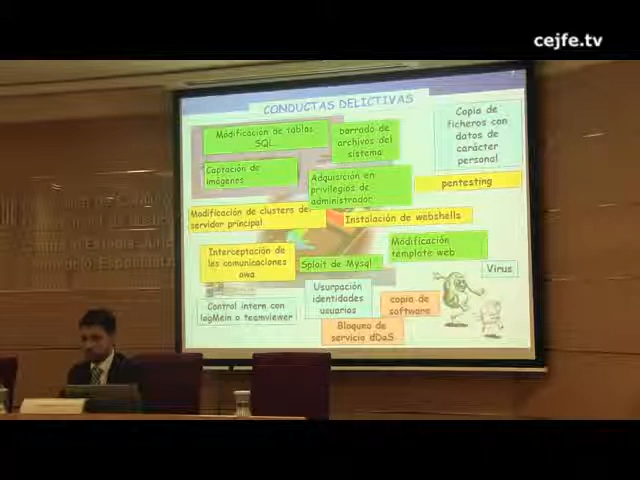 cejfe.tv
CONDUCTAS DELICTIVAS
Modificación de tablas
SQL
borrado de
archivos del
sistema
Copia de
ficheros con
datos de
carácter
personal
Captación de
imágenes
Adquisición en
privilegios de
administrador
pentesting
Modificación de clusters de
servidor principal
Instalación de webshells
Interceptación de
las comunicaciones
owa
Modificación
template web
Sploit de Mysql
Virus
Usurpación
identidades
usuarios
Control intern con
logMein o teamviewer
copia de
software
Bloqueo de
servicio dDoS